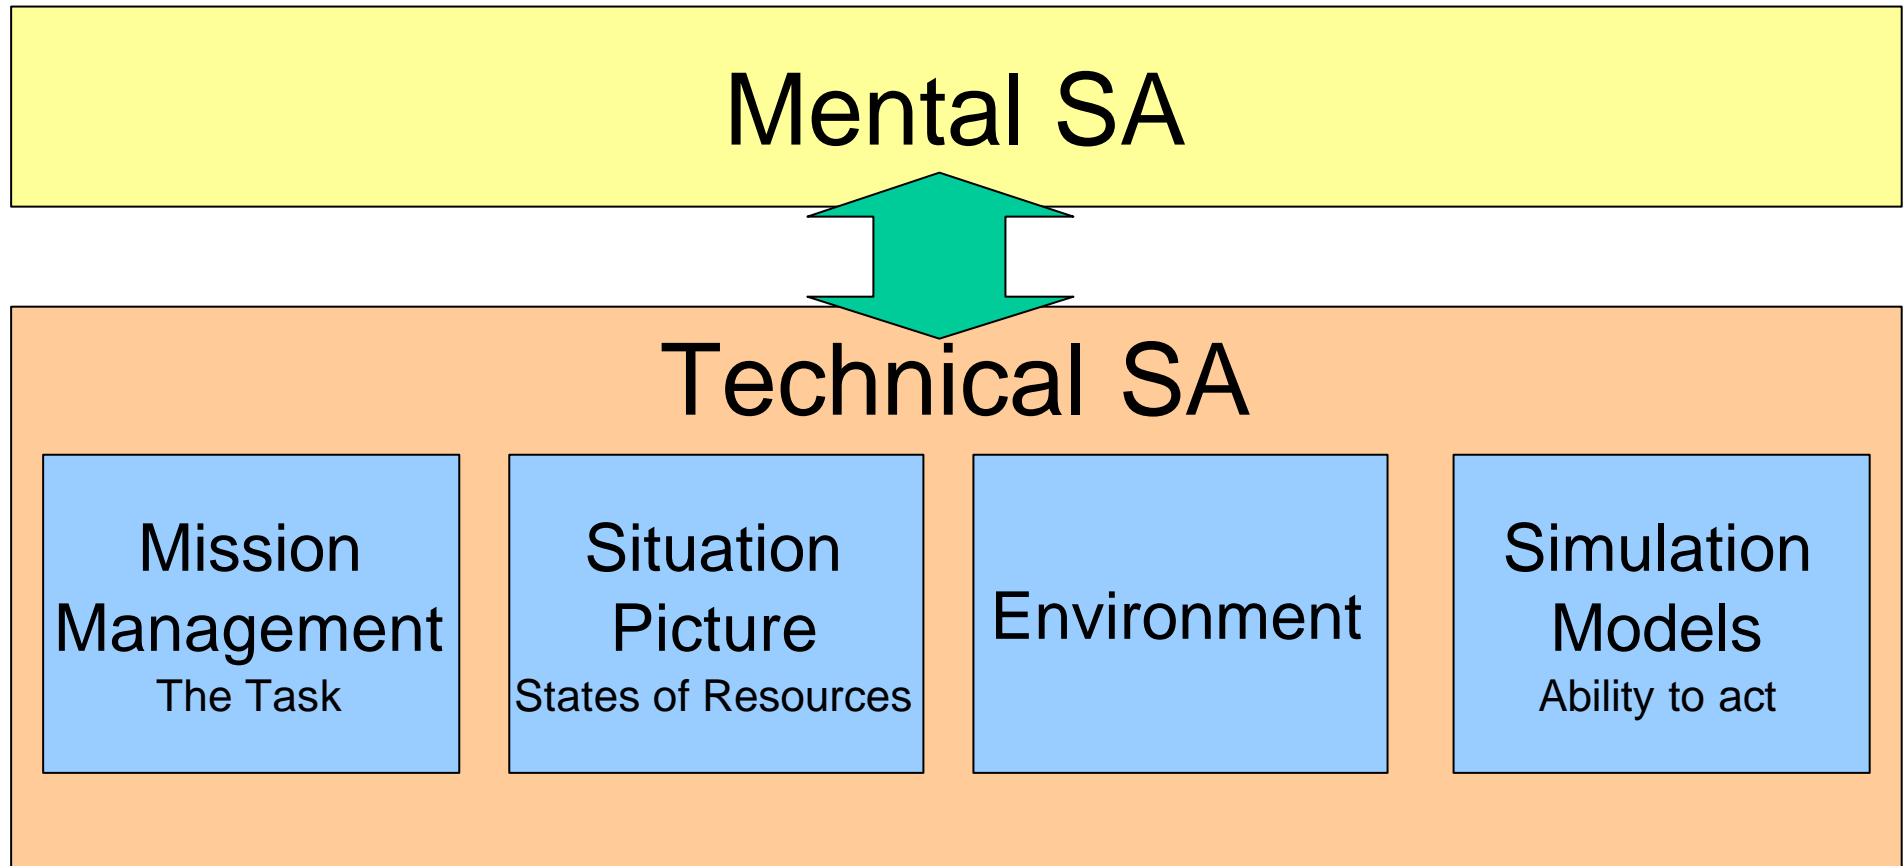 Mental SA
Technical SA
Mission
Management
The Task
Situation
Picture
States of Resources
Environment
Simulation
Models
Ability to act